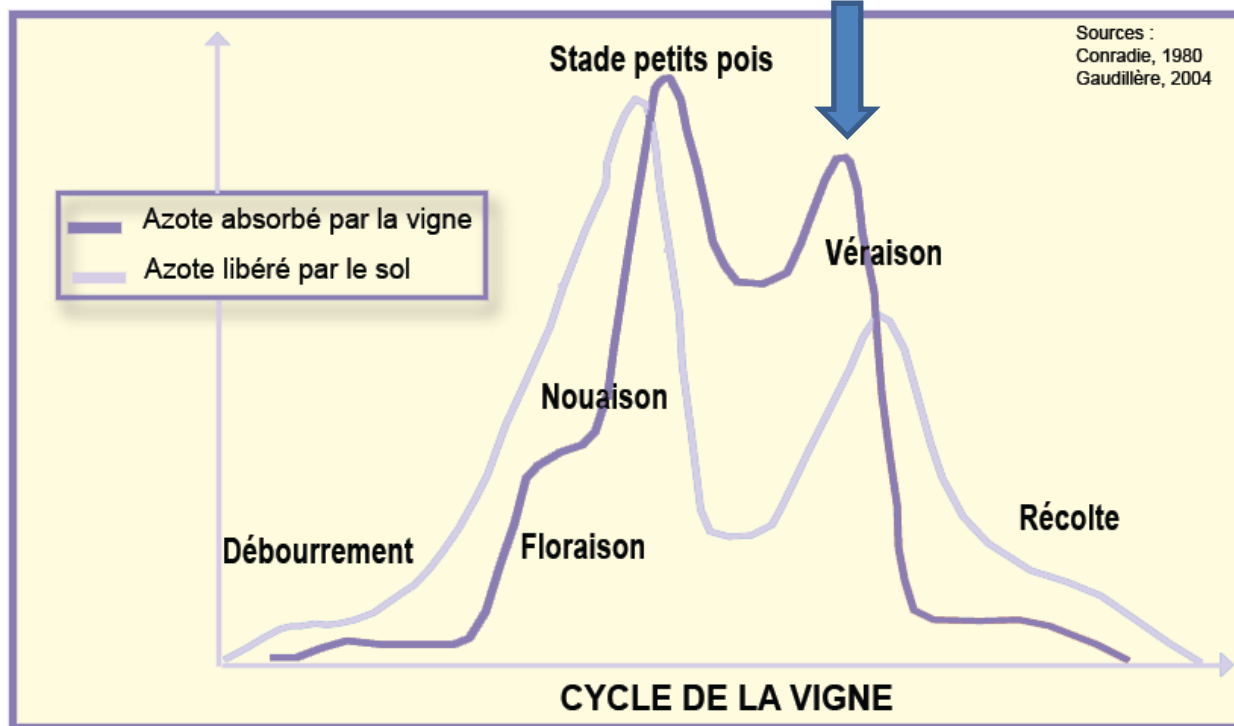 Sources :
Conradie, 1980
Gaudillère, 2004
Stade petits pois
Azote absorbé par la vigne
Azote libéré par le sol
Véraison
Nouaison
Récolte
Débourrement
Floraison
CYCLE DE LA VIGNE